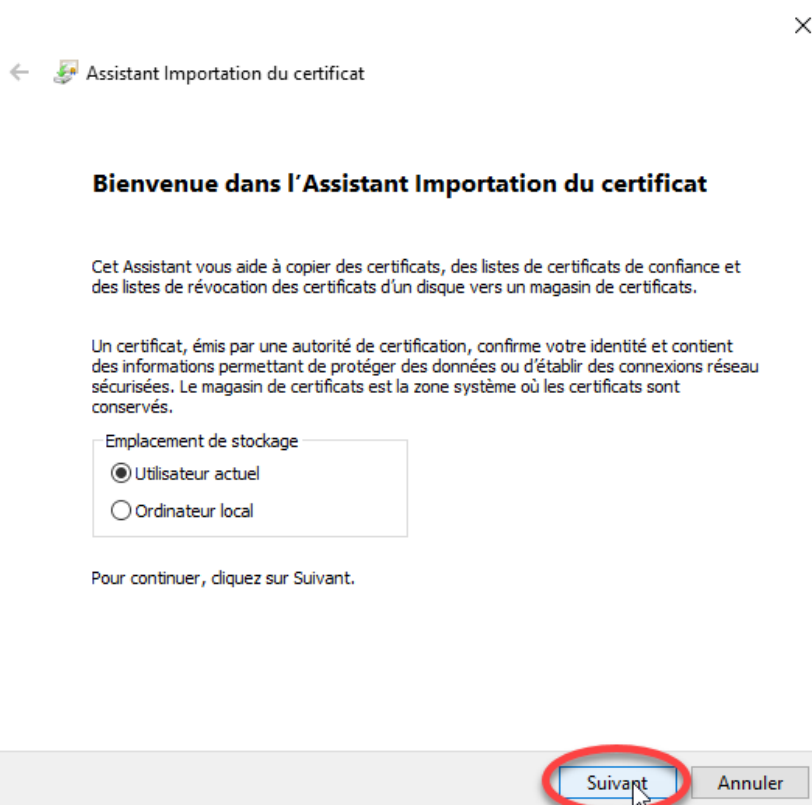 Assistant Importation du certificat
Bienvenue dans l’Assistant Importation du certificat
Cet Assistant vous aide à copier des certificats, des listes de certificats de confiance et
des listes de révocation des certificats d’un disque vers un magasin de certificats.
Un certificat, émis par une autorité de certification, confirme votre identité et contient
des informations permettant de protéger des données ou d’établir des connexions réseau
sécurisées. Le magasin de certificats est la zone système où les certificats sont
conservés.
Emplacement de stockage
Utilisateur actuel
Ordinateur local
Pour continuer, cliquez sur Suivant.
Suivant
Annuler